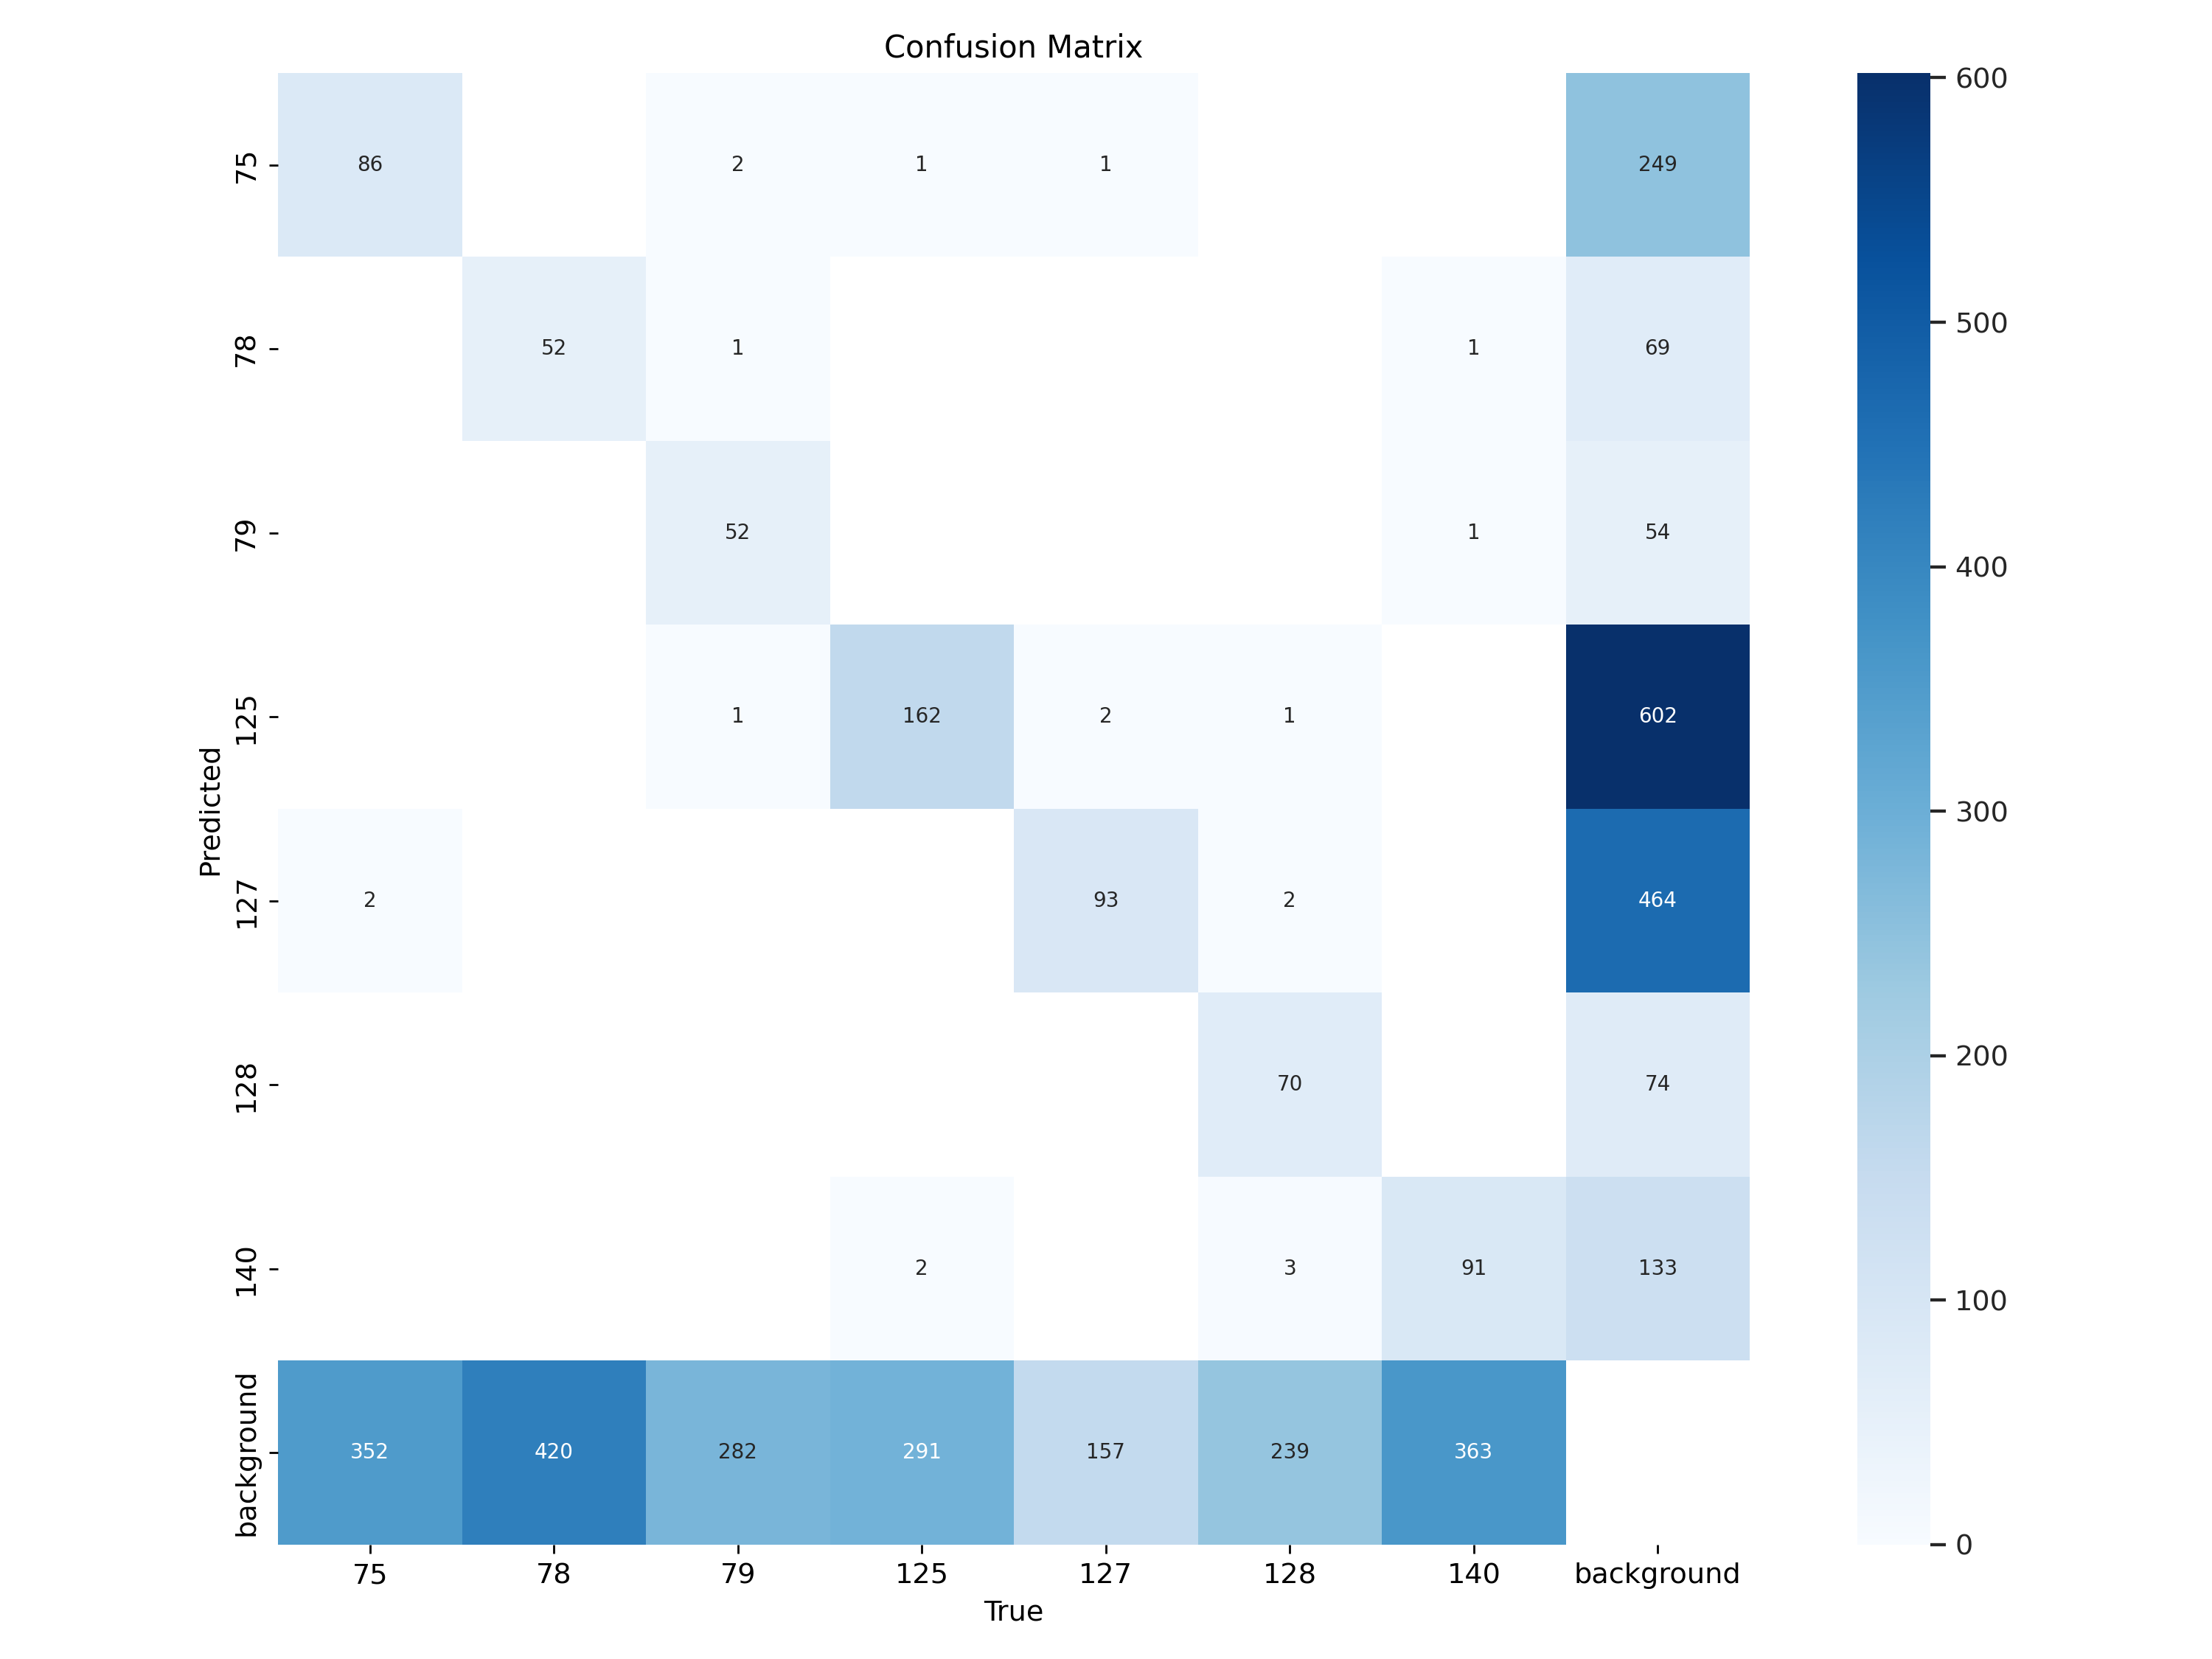 Confusion Matrix
75 86 2 1 1 249
78 52 1 1 69
79 52 1 54
125 1 162 2 1 602
127 2 93 2 464
128 70 74
140 2 3 91 133
background 352 420 282 291 157 239 363
75 78 79 125 127 128 140 background
True
Predicted
600
500
400
300
200
100
0